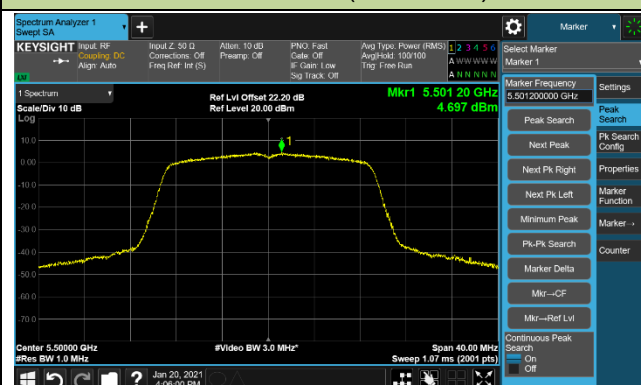 Spectrum Analyzer 1
Swept SA
Marker
KEYSIGHT
Input: RF
Coupling: DC
Align: Auto
Input Z: 50 Ω
Corrections: Off
Freq Ref: Int (S)
Atten: 10 dB
Preamp: Off
PNO: Fast
Gate: Off
IF Gain: Low
Sig Track: Off
Avg Type: Power (RMS)
Avg|Hold: 100/100
Trig: Free Run
1 2 3 4 5 6
A W W W W W
A N N N N N
LXI
Select Marker
Marker 1
1 Spectrum
Scale/Div 10 dB
Log
Ref Lvl Offset 22.20 dB
Ref Level 20.00 dBm
Mkr1 5.501 20 GHz
4.697 dBm
1
10.0
0.00
-10.0
-20.0
-30.0
-40.0
-50.0
-60.0
-70.0
Center 5.50000 GHz
#Res BW 1.0 MHz
#Video BW 3.0 MHz*
Span 40.00 MHz
Sweep 1.07 ms (2001 pts)
Marker Frequency
5.501200000 GHz
Peak Search
Next Peak
Next Pk Right
Next Pk Left
Minimum Peak
Pk-Pk Search
Marker Delta
Mkr→CF
Mkr→Ref Lvl
Continuous Peak
Search
On
Off
Settings
Peak
Search
Pk Search
Config
Properties
Marker
Function
Marker→
Counter
Jan 20, 2021
4:06:00 PM